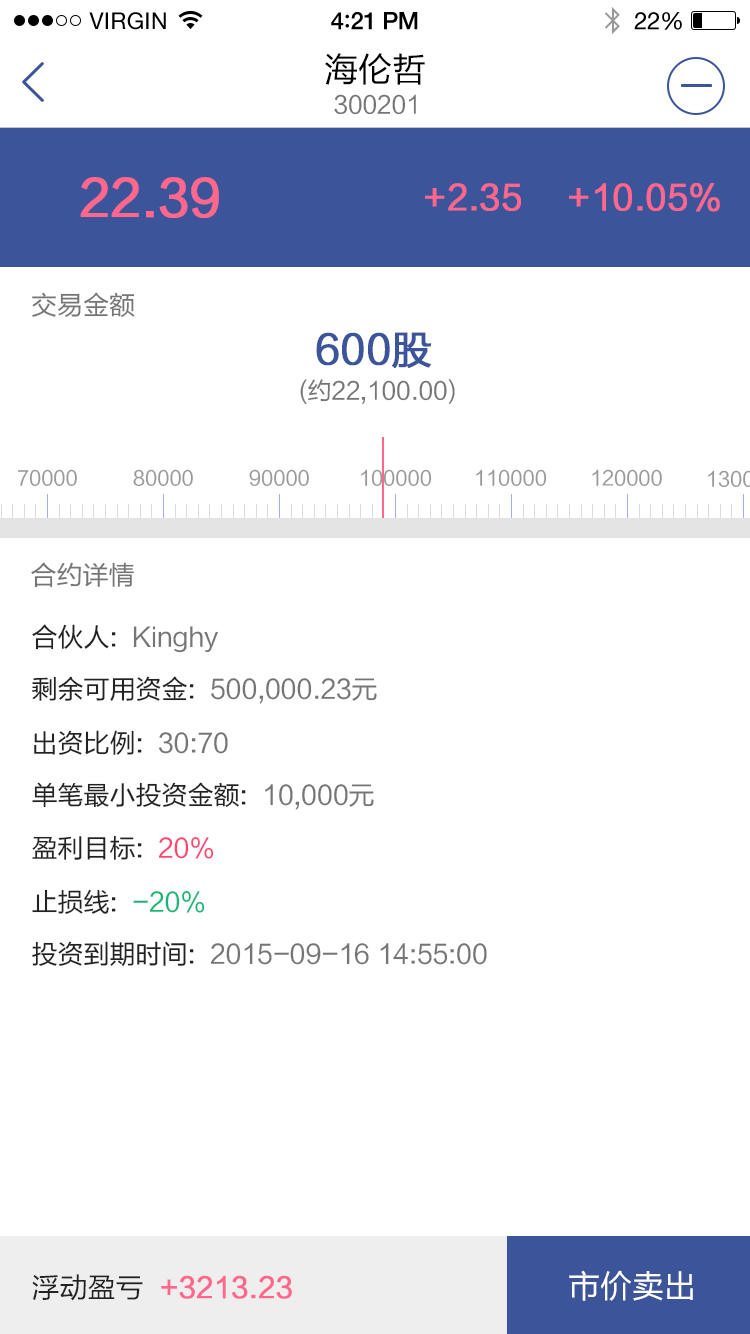 VIRGIN 4:21 PM 22%
海伦哲
300201
22.39 +2.35 +10.05%
交易金额
600股
(约22,100.00)
70000 80000 90000 100000 110000 120000 1300
合约详情
合伙人: Kinghy
剩余可用资金: 500,000.23元
出资比例: 30:70
单笔最小投资金额: 10,000元
盈利目标: 20%
止损线: -20%
投资到期时间: 2015-09-16 14:55:00
浮动盈亏 +3213.23 市价卖出